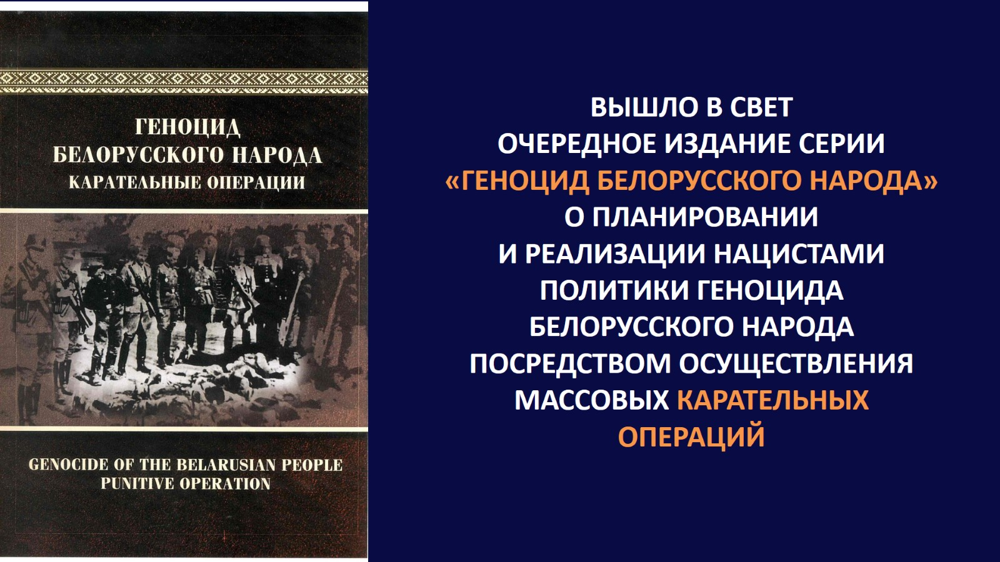 ГЕНОЦИД
БЕЛОРУССКОГО НАРОДА
КАРАТЕЛЬНЫЕ ОПЕРАЦИИ
GENOCIDE OF THE BELARUSIAN PEOPLE
PUNITIVE OPERATION
ВЫШЛО В СВЕТ
ОЧЕРЕДНОЕ ИЗДАНИЕ СЕРИИ
«ГЕНОЦИД БЕЛОРУССКОГО НАРОДА»
О ПЛАНИРОВАНИИ
И РЕАЛИЗАЦИИ НАЦИСТАМИ
ПОЛИТИКИ ГЕНОЦИДА
БЕЛОРУССКОГО НАРОДА
ПОСРЕДСТВОМ ОСУЩЕСТВЛЕНИЯ
МАССОВЫХ КАРАТЕЛЬНЫХ
ОПЕРАЦИЙ